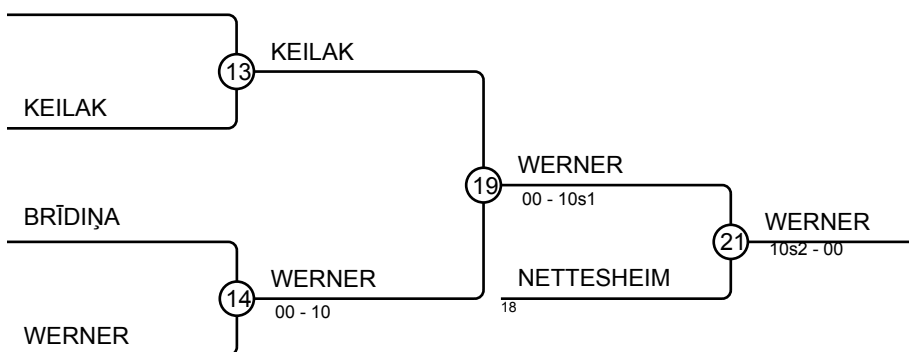 KEILAK
13
KEILAK
WERNER
19
00 - 10s1
BRĪDIŅA
WERNER
21
10s2 - 00
WERNER
NETTESHEIM
14
00 - 10
18
WERNER